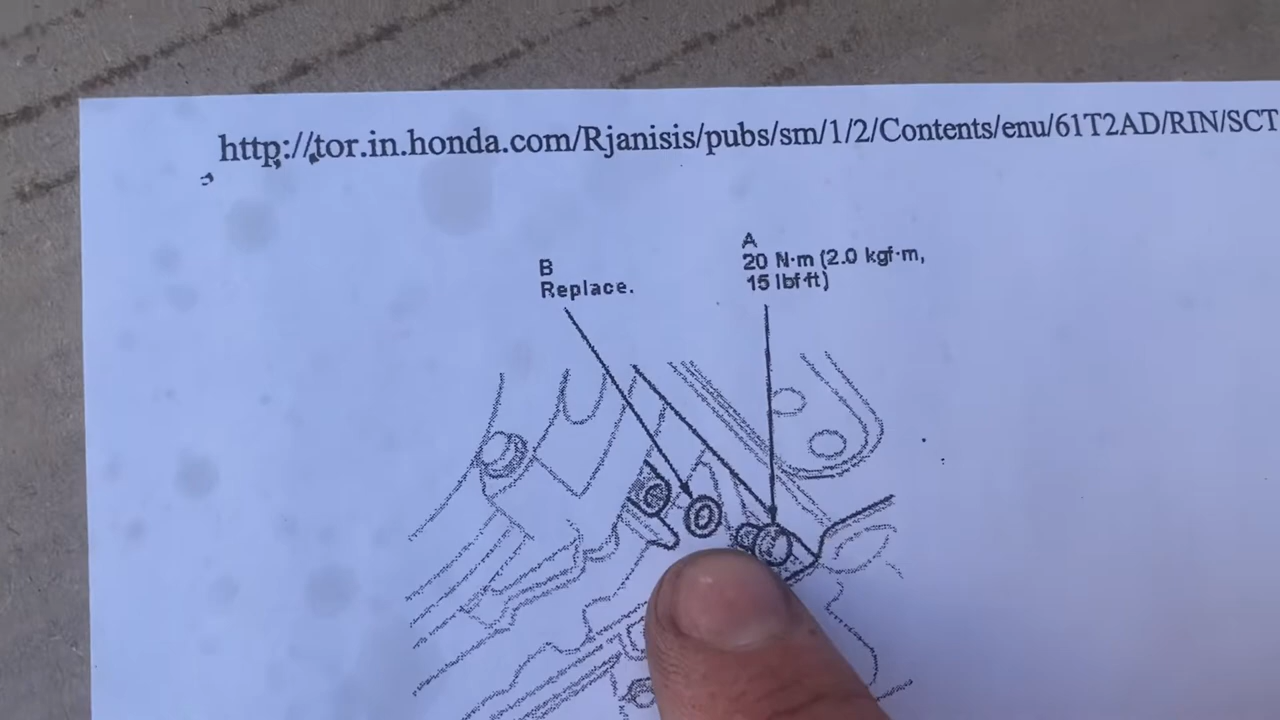 http://tor.in.honda.com/Rjanisis/pubs/sm/1/2/Contents/enu/61T2AD/RIN/SCT
B
Replace.
A
20 N·m (2.0 kgf·m,
15 lbf·ft)